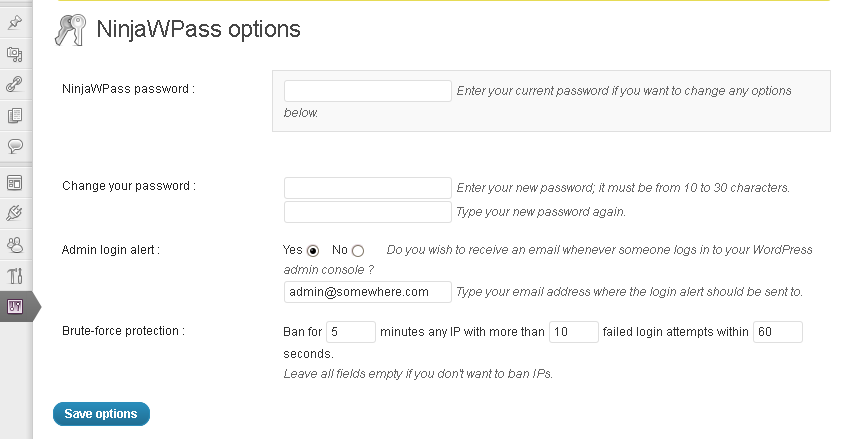 NinjaWPass options
NinjaWPass password :
Enter your current password if you want to change any options
below.
Change your password :
Enter your new password; it must be from 10 to 30 characters.
Type your new password again.
Admin login alert :
Yes No Do you wish to receive an email whenever someone logs in to your WordPress
admin console ?
admin@somewhere.com Type your email address where the login alert should be sent to.
Brute-force protection :
Ban for 5 minutes any IP with more than 10 failed login attempts within 60
seconds.
Leave all fields empty if you don't want to ban IPs.
Save options